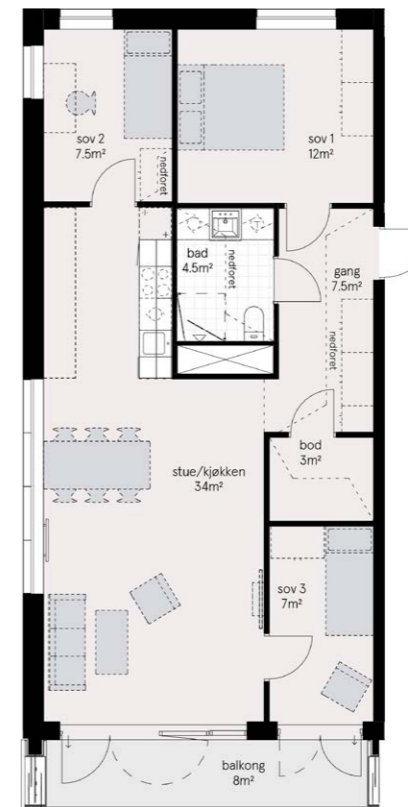 sov 2
7.5m²
nedforet
sov 1
12m²
bad
4.5m²
nedforet
gang
7.5m²
nedforet
bod
3m²
stue/kjøkken
34m²
sov 3
7m²
balkong
8m²